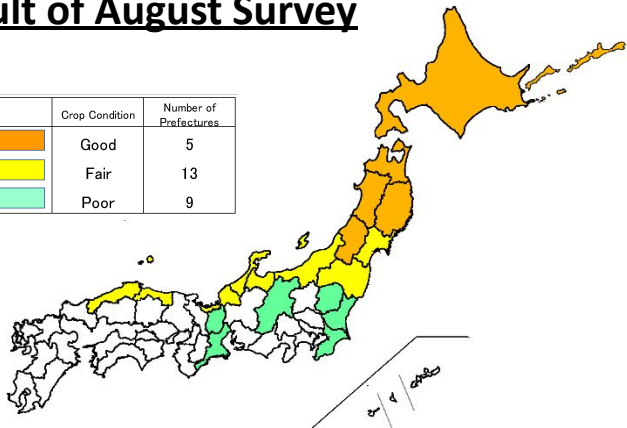 ult of August Survey
Crop Condition
Number of
Prefectures
Good 5
Fair 13
Poor 9